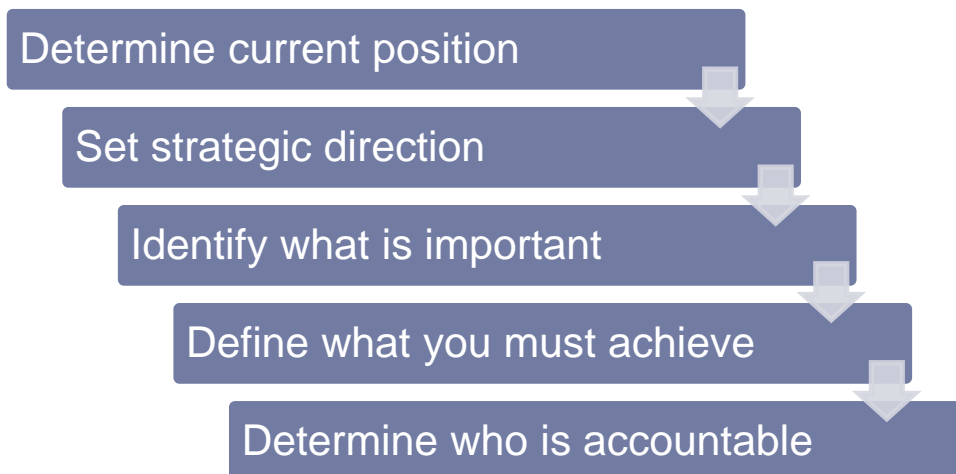 Determine current position
Set strategic direction
Identify what is important
Define what you must achieve
Determine who is accountable